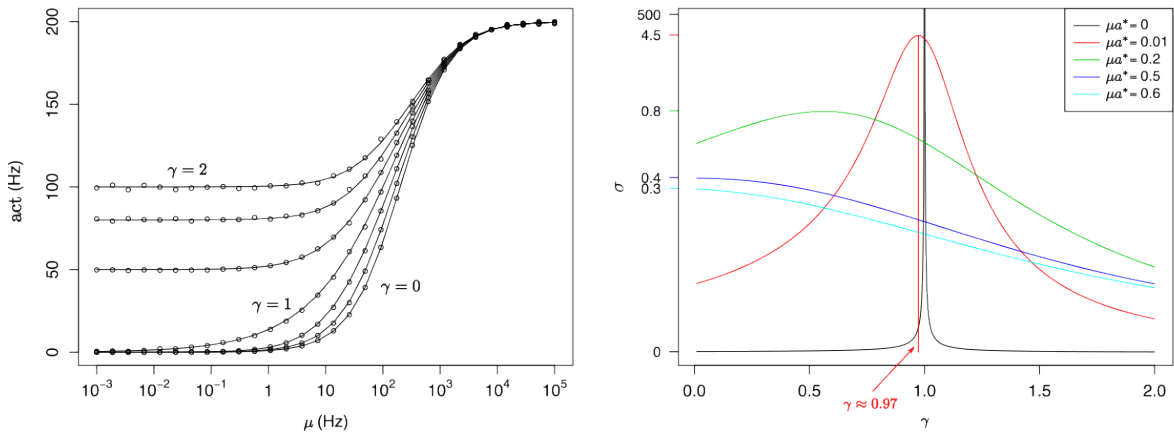 200
150
100
50
0
act (Hz)
γ = 2
γ = 1
γ = 0
10⁻³
10⁻²
10⁻¹
1
10
10²
10³
10⁴
10⁵
μ (Hz)
500
4.5
0.8
0.4
0.3
0
σ
μa* = 0
μa* = 0.01
μa* = 0.2
μa* = 0.5
μa* = 0.6
0.0
0.5
1.0
1.5
2.0
γ ≈ 0.97
γ